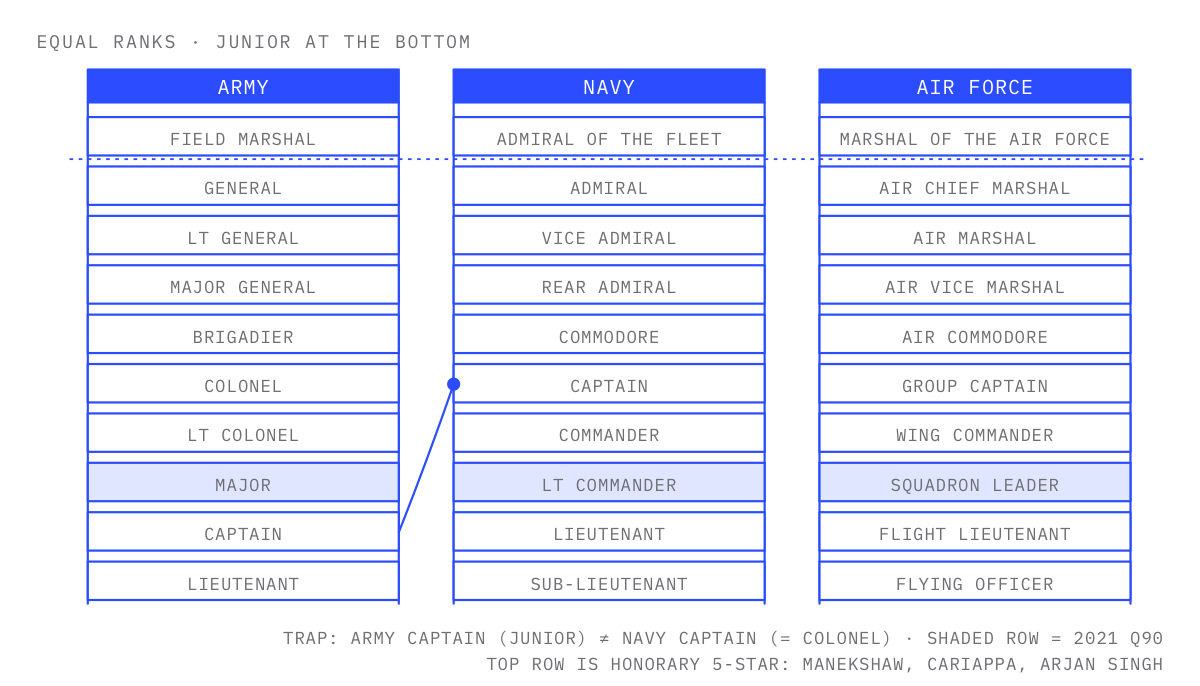 EQUAL RANKS · JUNIOR AT THE BOTTOM
ARMY NAVY AIR FORCE
FIELD MARSHAL ADMIRAL OF THE FLEET MARSHAL OF THE AIR FORCE
GENERAL ADMIRAL AIR CHIEF MARSHAL
LT GENERAL VICE ADMIRAL AIR MARSHAL
MAJOR GENERAL REAR ADMIRAL AIR VICE MARSHAL
BRIGADIER COMMODORE AIR COMMODORE
COLONEL CAPTAIN GROUP CAPTAIN
LT COLONEL COMMANDER WING COMMANDER
MAJOR LT COMMANDER SQUADRON LEADER
CAPTAIN LIEUTENANT FLIGHT LIEUTENANT
LIEUTENANT SUB-LIEUTENANT FLYING OFFICER
TRAP: ARMY CAPTAIN (JUNIOR) ≠ NAVY CAPTAIN (= COLONEL) · SHADED ROW = 2021 Q90
TOP ROW IS HONORARY 5-STAR: MANEKSHAW, CARIAPPA, ARJAN SINGH